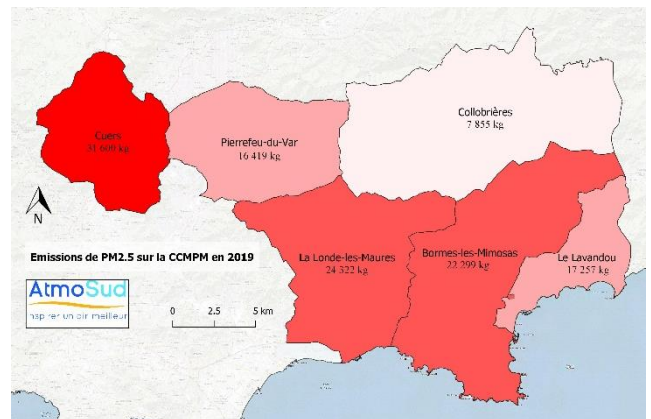 Collobrières
7 855 kg
Cuers
31 609 kg
Pierrefeu-du-Var
16 419 kg
N
Emissions de PM2.5 sur la CCMPM en 2019
La Londe-les-Maures
24 322 kg
Bormes-les-Mimosas
22 299 kg
Le Lavandou
17 257 kg
AtmoSud
Inspirer un air meilleur
0 2.5 5 km